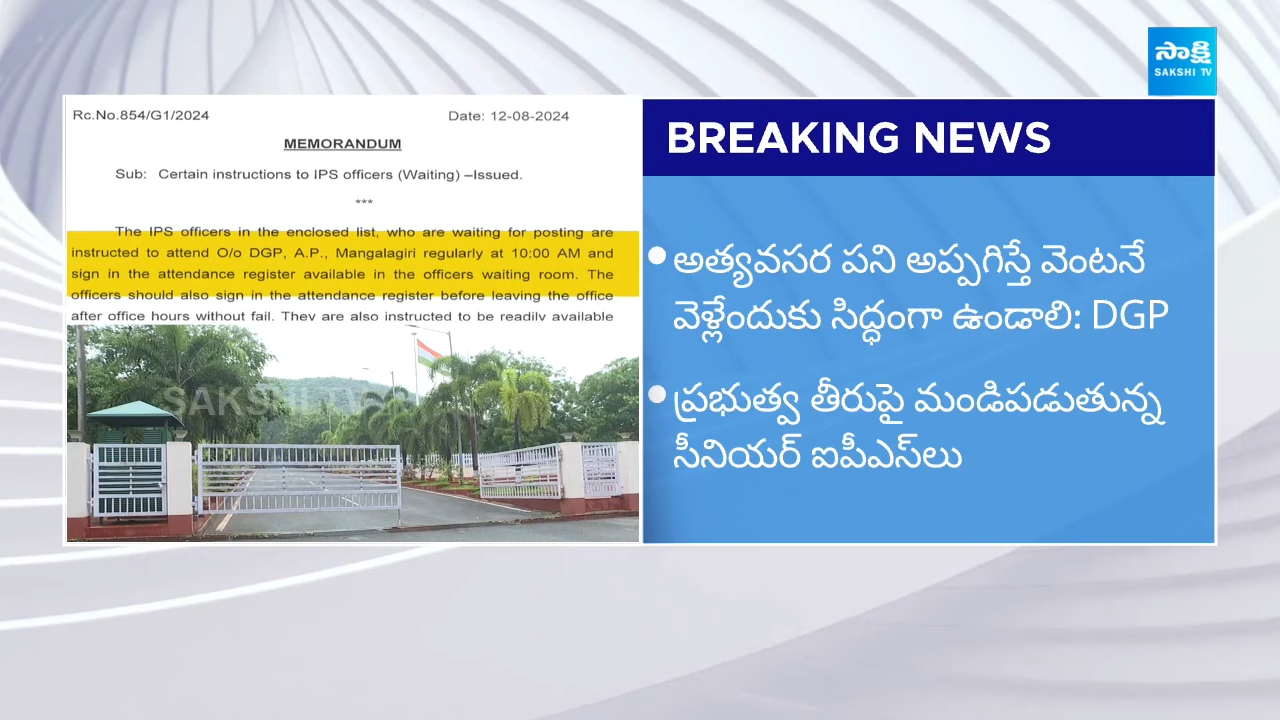 సాక్షి
SAKSHI TV
Rc.No.854/G1/2024 Date: 12-08-2024
MEMORANDUM
Sub: Certain instructions to IPS officers (Waiting) –Issued.
***
The IPS officers in the enclosed list, who are waiting for posting are
instructed to attend O/o DGP, A.P., Mangalagiri regularly at 10:00 AM and
sign in the attendance register available in the officers waiting room. The
officers should also sign in the attendance register before leaving the office
after office hours without fail. They are also instructed to be readily available
SAKSHI TV
BREAKING NEWS
అత్యవసర పని అప్పగిస్తే వెంటనే
వెళ్లేందుకు సిద్ధంగా ఉండాలి: DGP
ప్రభుత్వ తీరుపై మండిపడుతున్న
సీనియర్ ఐపీఎస్‌లు